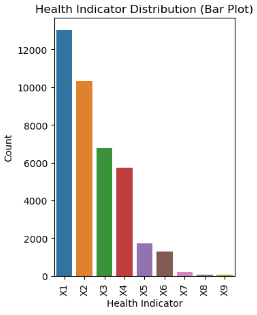 Health Indicator Distribution (Bar Plot)
12000
10000
8000
6000
4000
2000
0
Count
X1 X2 X3 X4 X5 X6 X7 X8 X9
Health Indicator